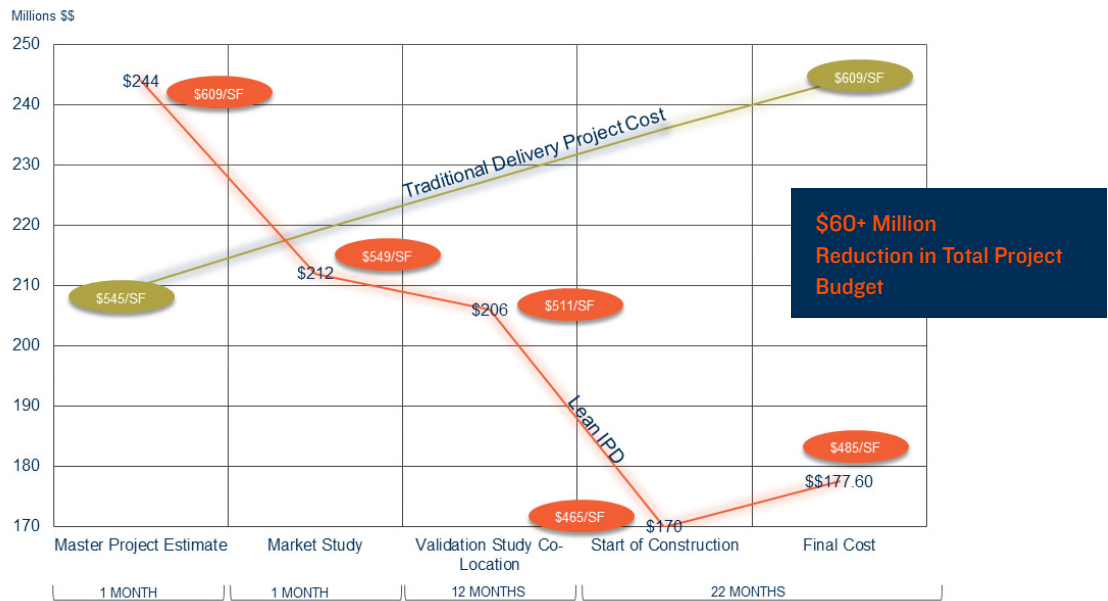 Millions $$
250
240
230
220
210
200
190
180
170
$244
$609/SF
$609/SF
Traditional Delivery Project Cost
$60+ Million
Reduction in Total Project
Budget
$549/SF
$212
$545/SF
$511/SF
$206
Lean IPD
$485/SF
$$177.60
$465/SF
$170
Master Project Estimate
Market Study
Validation Study Co-
Location
Start of Construction
Final Cost
1 MONTH
1 MONTH
12 MONTHS
22 MONTHS